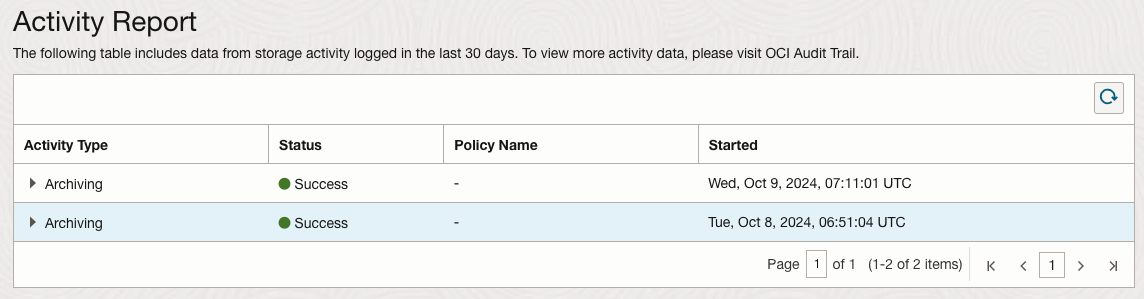 Activity Report
The following table includes data from storage activity logged in the last 30 days. To view more activity data, please visit OCI Audit Trail.
Activity Type Status Policy Name Started
Archiving Success - Wed, Oct 9, 2024, 07:11:01 UTC
Archiving Success - Tue, Oct 8, 2024, 06:51:04 UTC
Page 1 of 1 (1-2 of 2 items) 1